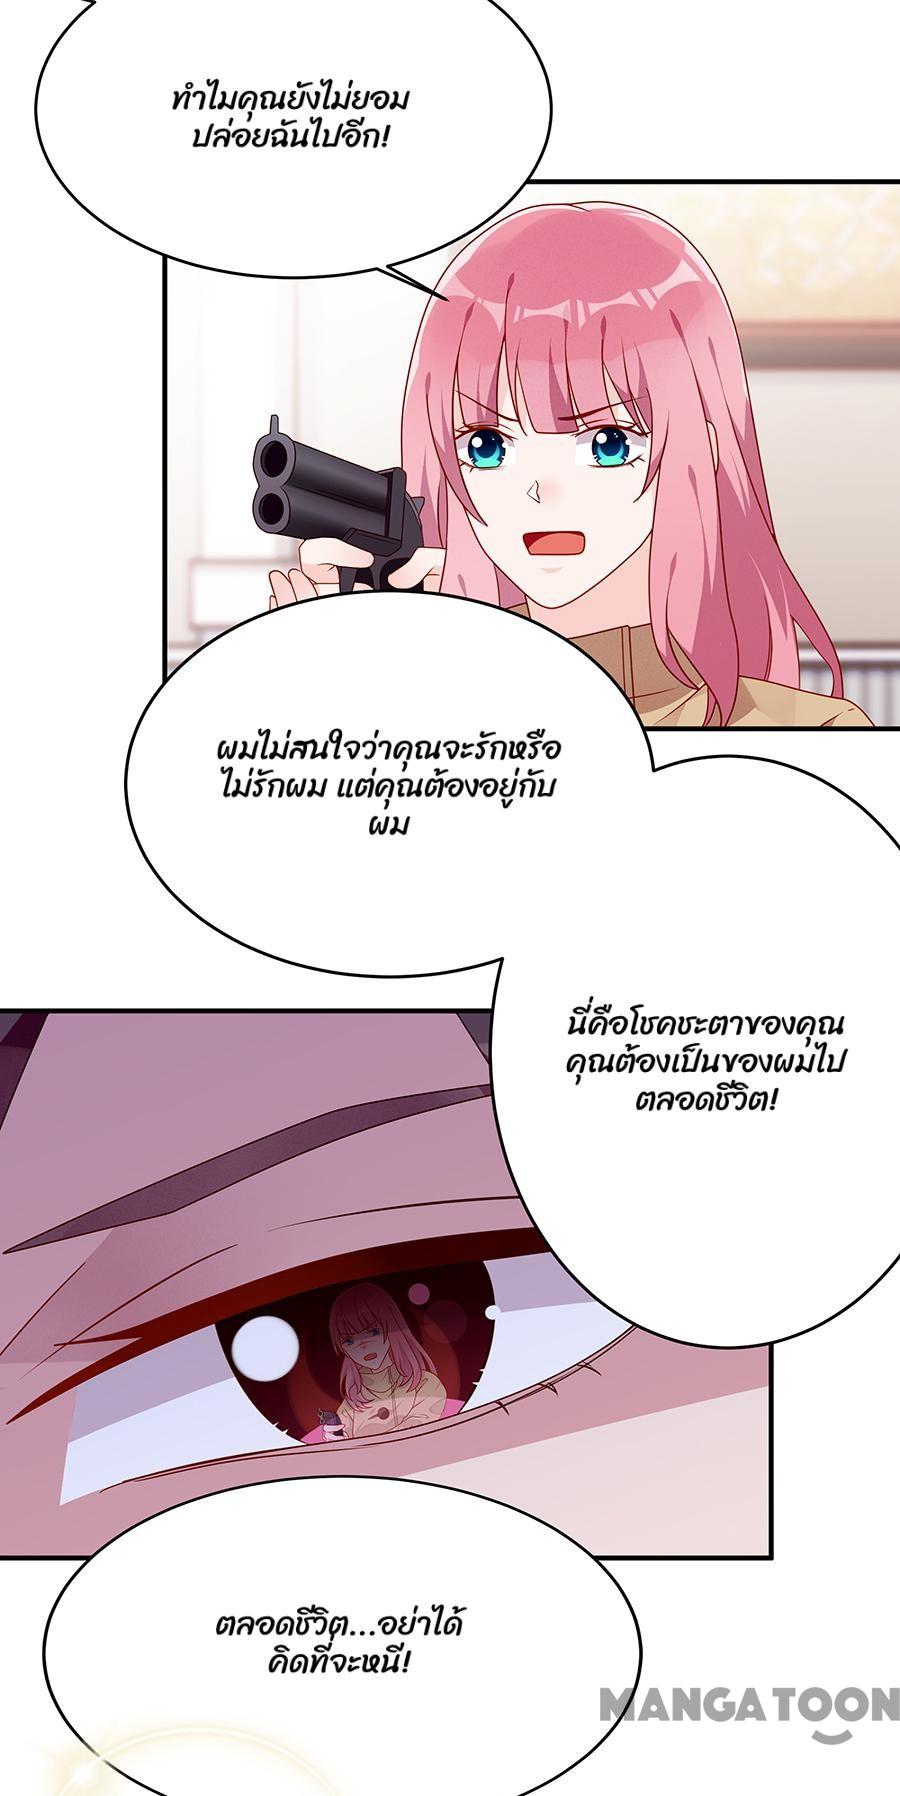 ทำไมคุณยังไม่ยอม
ปล่อยฉันไปอีก!
ผมไม่สนใจว่าคุณจะรักหรือ
ไม่รักผม แต่คุณต้องอยู่กับ
ผม
นี่คือโชคชะตาของคุณ
คุณต้องเป็นของผมไป
ตลอดชีวิต!
ตลอดชีวิต...อย่าได้
คิดที่จะหนี!
MANGATOON